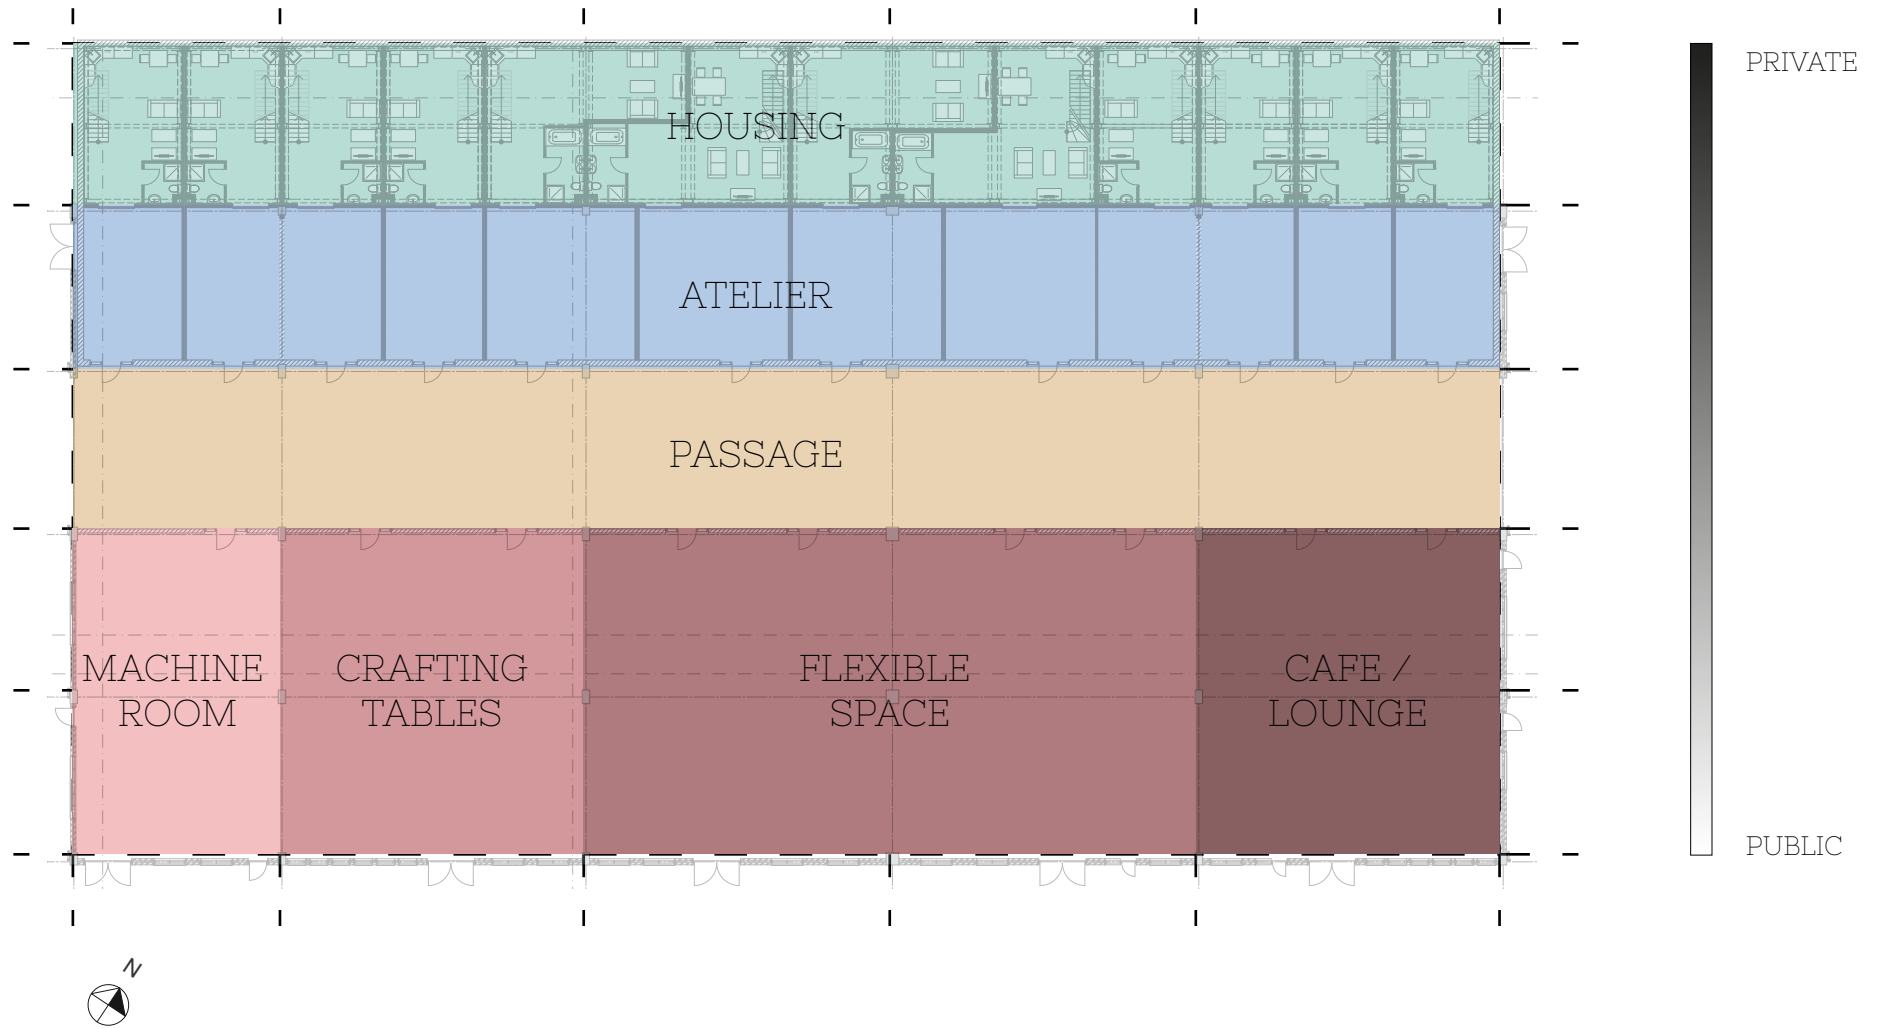 PRIVATE
HOUSING
ATELIER
PASSAGE
MACHINE
ROOM
CRAFTING
TABLES
FLEXIBLE
SPACE
CAFE /
LOUNGE
PUBLIC
N